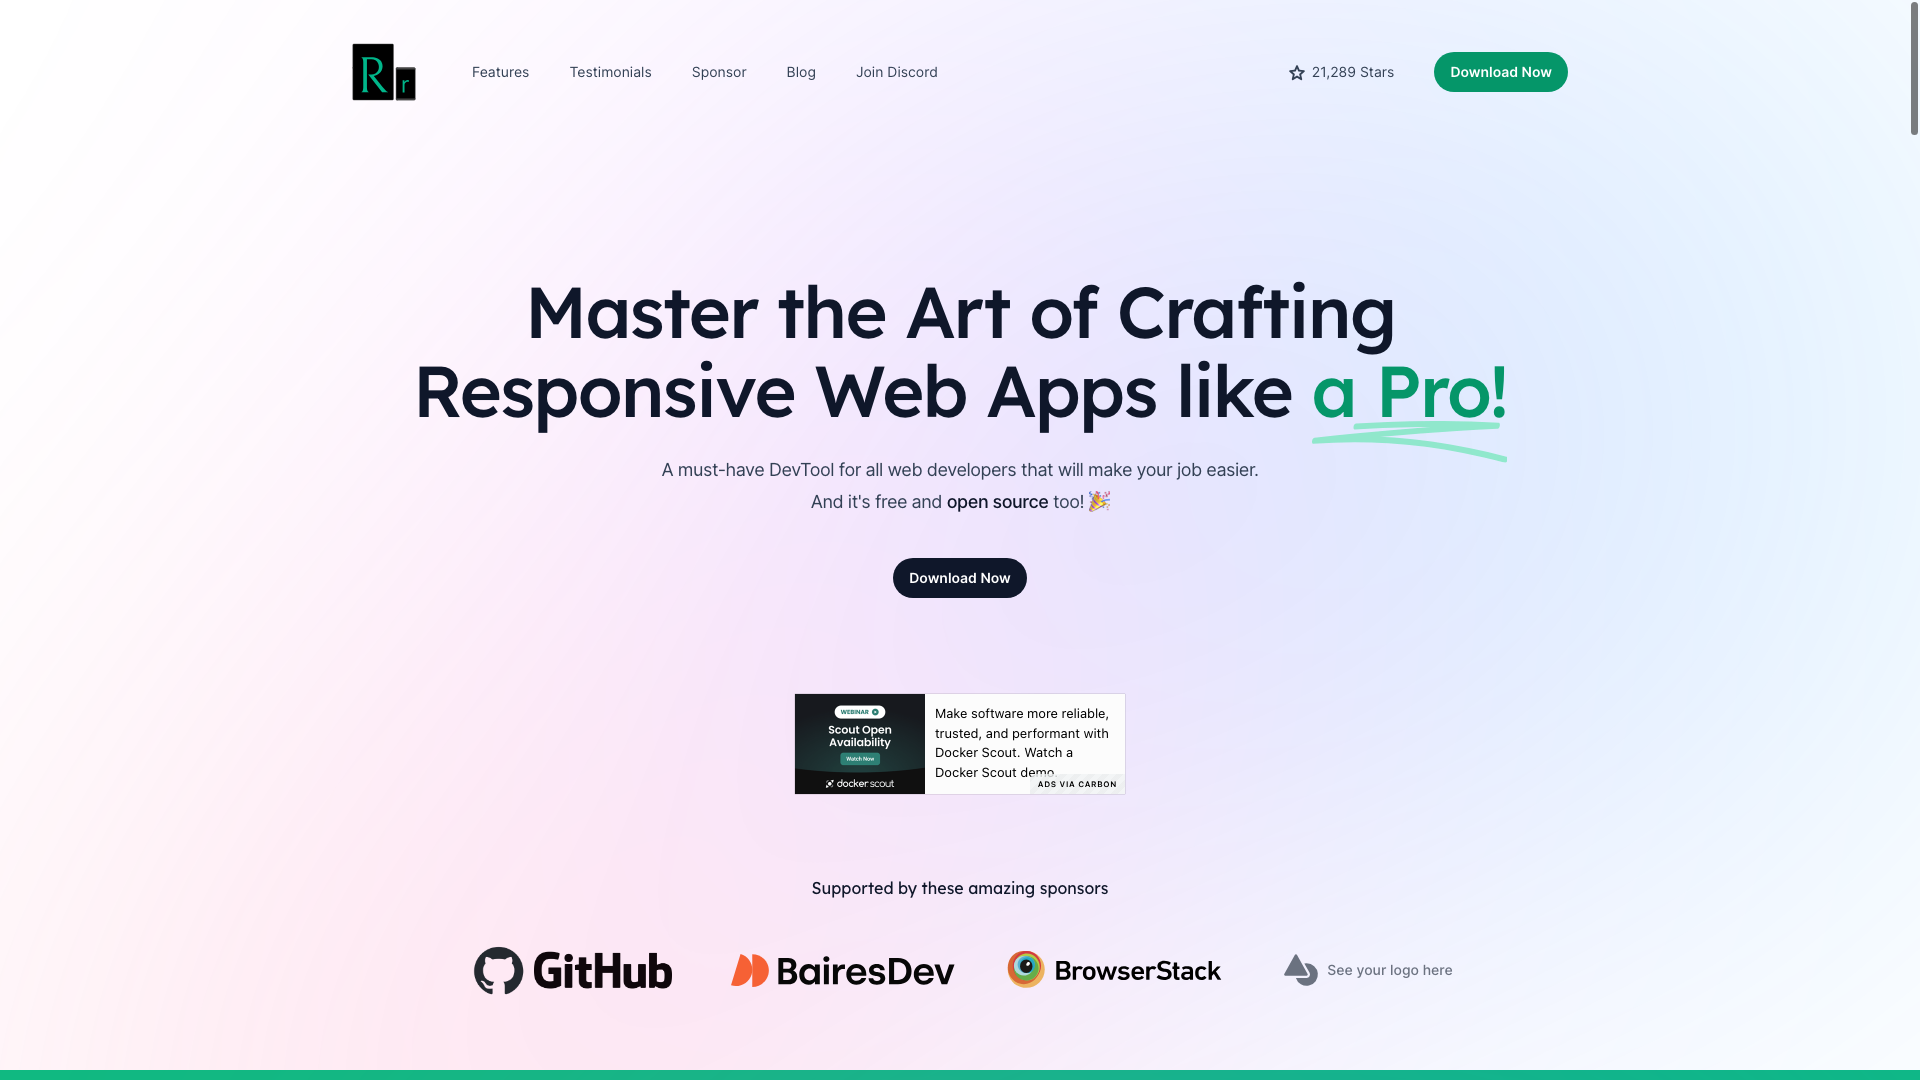 Rr
Features
Testimonials
Sponsor
Blog
Join Discord
21,289 Stars
Download Now
Master the Art of Crafting
Responsive Web Apps like a Pro!
A must-have DevTool for all web developers that will make your job easier.
And it's free and open source too! 🎉
Download Now
WEBINAR
Scout Open
Availability
Watch Now
docker scout
Make software more reliable,
trusted, and performant with
Docker Scout. Watch a
Docker Scout demo.
ADS VIA CARBON
Supported by these amazing sponsors
GitHub
BairesDev
BrowserStack
See your logo here